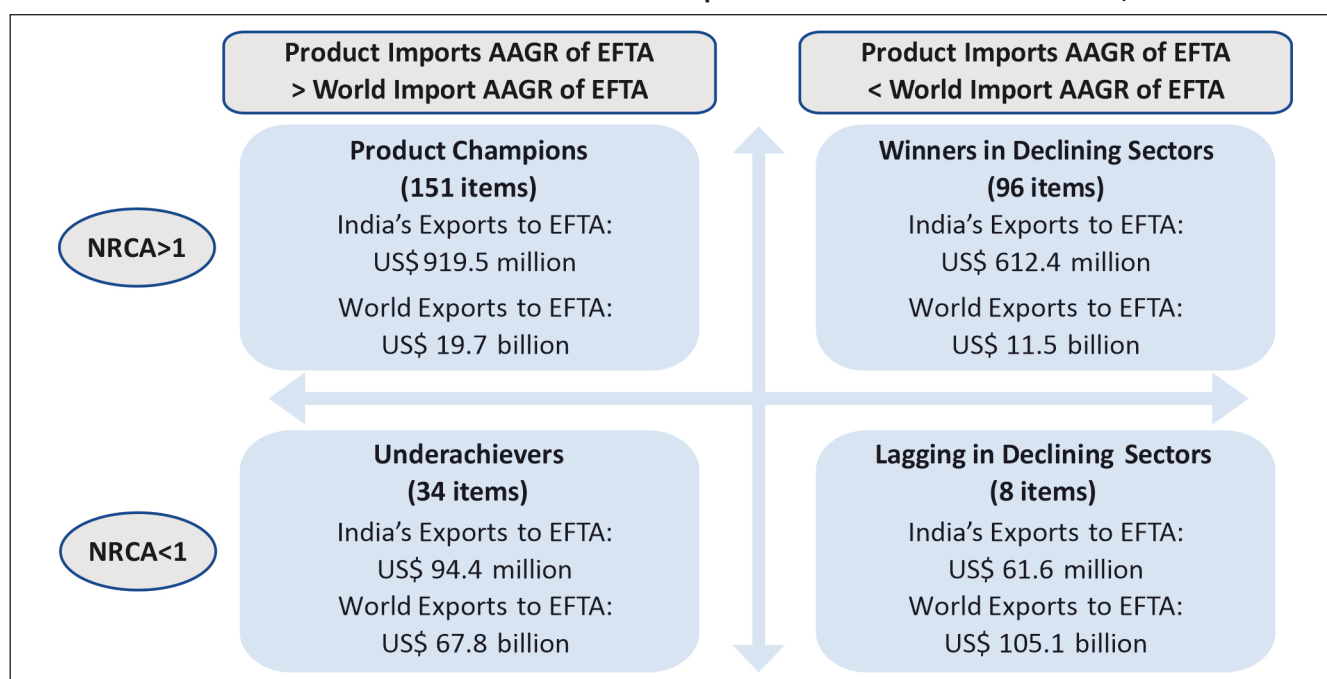 Product Imports AAGR of EFTA
> World Import AAGR of EFTA
Product Imports AAGR of EFTA
< World Import AAGR of EFTA
NRCA>1
Product Champions
(151 items)
India’s Exports to EFTA:
US$ 919.5 million
World Exports to EFTA:
US$ 19.7 billion
Winners in Declining Sectors
(96 items)
India’s Exports to EFTA:
US$ 612.4 million
World Exports to EFTA:
US$ 11.5 billion
NRCA<1
Underachievers
(34 items)
India’s Exports to EFTA:
US$ 94.4 million
World Exports to EFTA:
US$ 67.8 billion
Lagging in Declining Sectors
(8 items)
India’s Exports to EFTA:
US$ 61.6 million
World Exports to EFTA:
US$ 105.1 billion